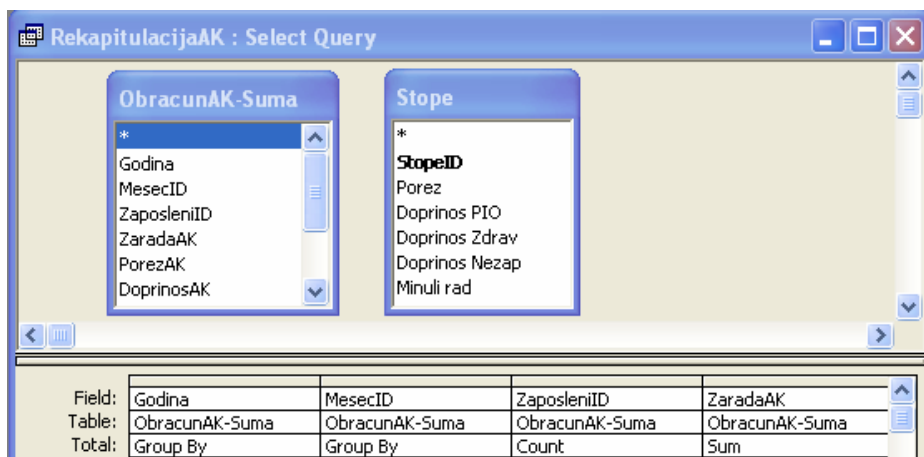 RekapitulacijaAK : Select Query
ObracunAK-Suma
*
Godina
MesecID
ZaposleniID
ZaradaAK
PorezAK
DoprinosAK
Stope
*
StopeID
Porez
Doprinos PIO
Doprinos Zdrav
Doprinos Nezap
Minuli rad
Field: Godina MesecID ZaposleniID ZaradaAK
Table: ObracunAK-Suma ObracunAK-Suma ObracunAK-Suma ObracunAK-Suma
Total: Group By Group By Count Sum